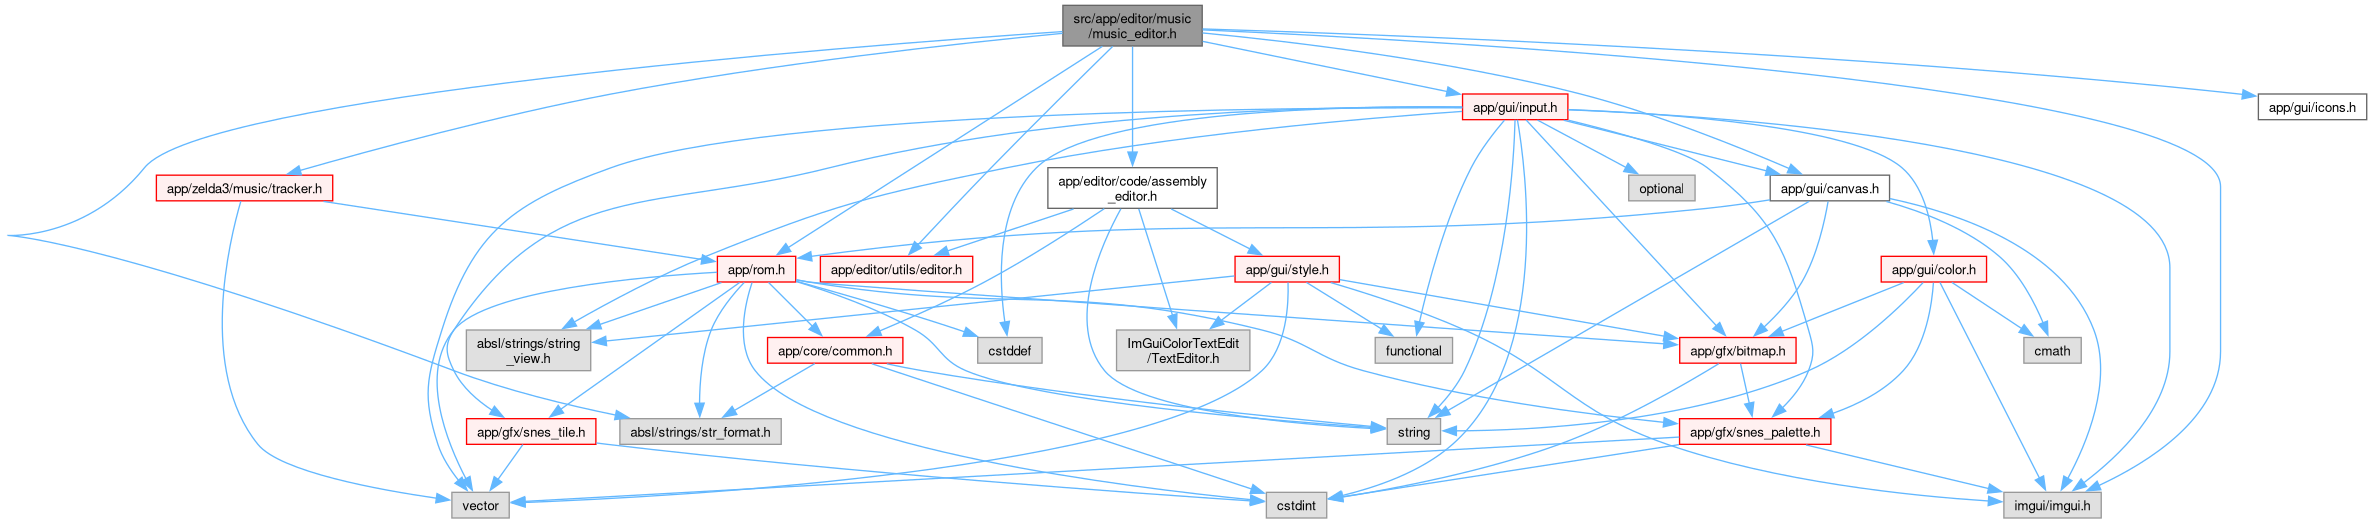 src/app/editor/music
/music_editor.h
app/gui/input.h
app/gui/icons.h
app/zelda3/music/tracker.h
app/editor/code/assembly
_editor.h
optional
app/gui/canvas.h
app/rom.h
app/editor/utils/editor.h
app/gui/style.h
app/gui/color.h
absl/strings/string
_view.h
app/core/common.h
cstddef
ImGuiColorTextEdit
/TextEditor.h
functional
app/gfx/bitmap.h
cmath
app/gfx/snes_tile.h
absl/strings/str_format.h
string
app/gfx/snes_palette.h
vector
cstdint
imgui/imgui.h